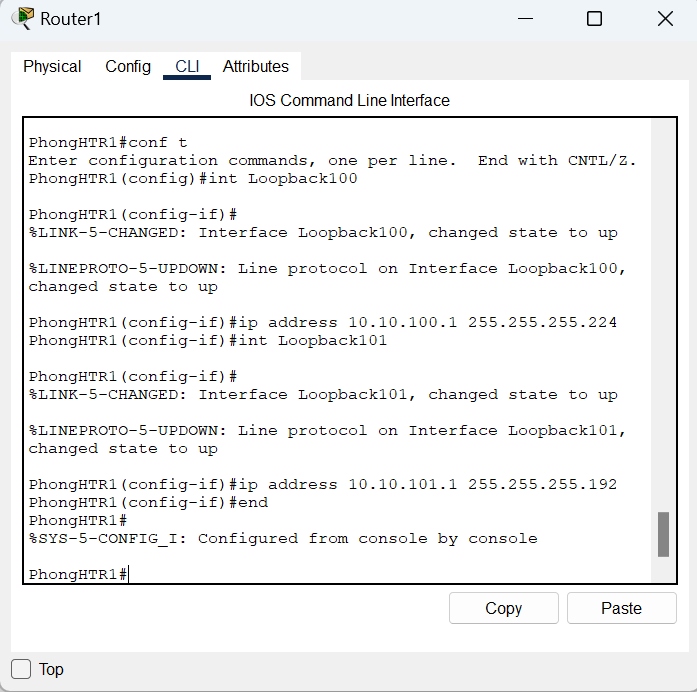 Router1
Physical Config CLI Attributes
IOS Command Line Interface
PhongHTR1#conf t
Enter configuration commands, one per line.  End with CNTL/Z.
PhongHTR1(config)#int Loopback100
PhongHTR1(config-if)#
%LINK-5-CHANGED: Interface Loopback100, changed state to up
%LINEPROTO-5-UPDOWN: Line protocol on Interface Loopback100,
changed state to up
PhongHTR1(config-if)#ip address 10.10.100.1 255.255.255.224
PhongHTR1(config-if)#int Loopback101
PhongHTR1(config-if)#
%LINK-5-CHANGED: Interface Loopback101, changed state to up
%LINEPROTO-5-UPDOWN: Line protocol on Interface Loopback101,
changed state to up
PhongHTR1(config-if)#ip address 10.10.101.1 255.255.255.192
PhongHTR1(config-if)#end
PhongHTR1#
%SYS-5-CONFIG_I: Configured from console by console
PhongHTR1#
Copy Paste
Top